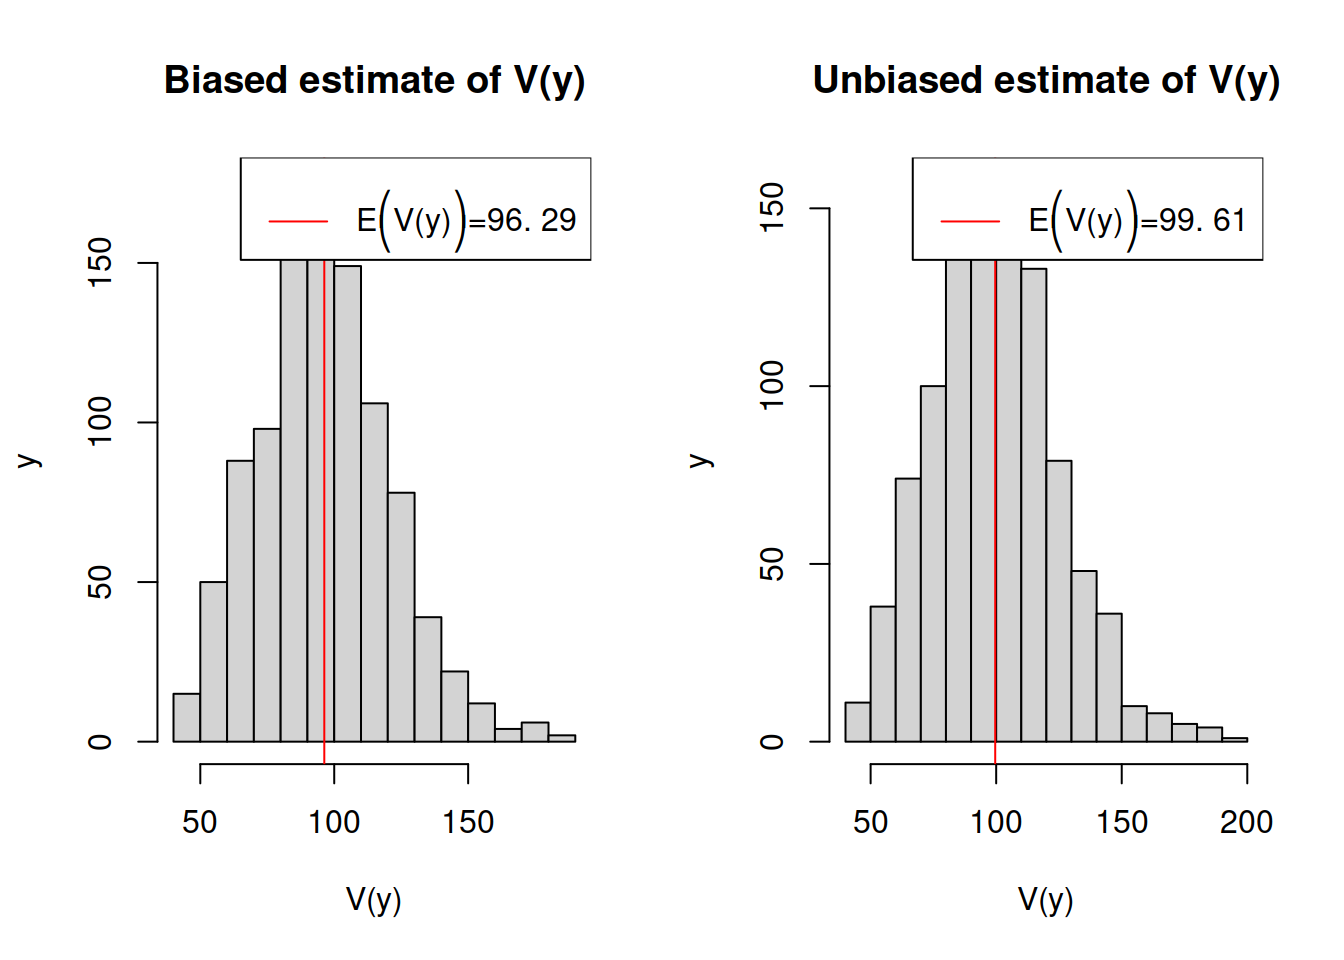 Biased estimate of V(y)
E(V(y))=96. 29
y
150
100
50
0
50 100 150
V(y)
Unbiased estimate of V(y)
E(V(y))=99. 61
y
150
100
50
0
50 100 150 200
V(y)